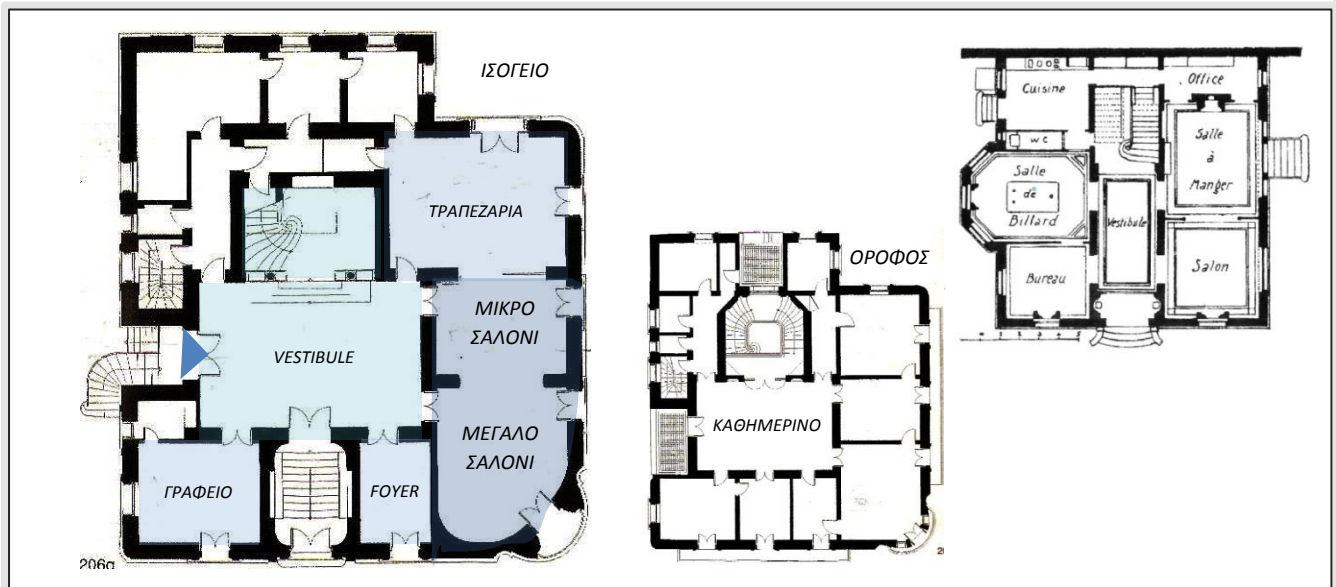 ΙΣΟΓΕΙΟ
ΤΡΑΠΕΖΑΡΙΑ
ΜΙΚΡΟ
ΣΑΛΟΝΙ
VESTIBULE
ΜΕΓΑΛΟ
ΣΑΛΟΝΙ
ΓΡΑΦΕΙΟ
FOYER
206α
ΟΡΟΦΟΣ
ΚΑΘΗΜΕΡΙΝΟ
Cuisine
Office
wc
Salle
à
Manger
Salle
de
Billard
Vestibule
Bureau
Salon